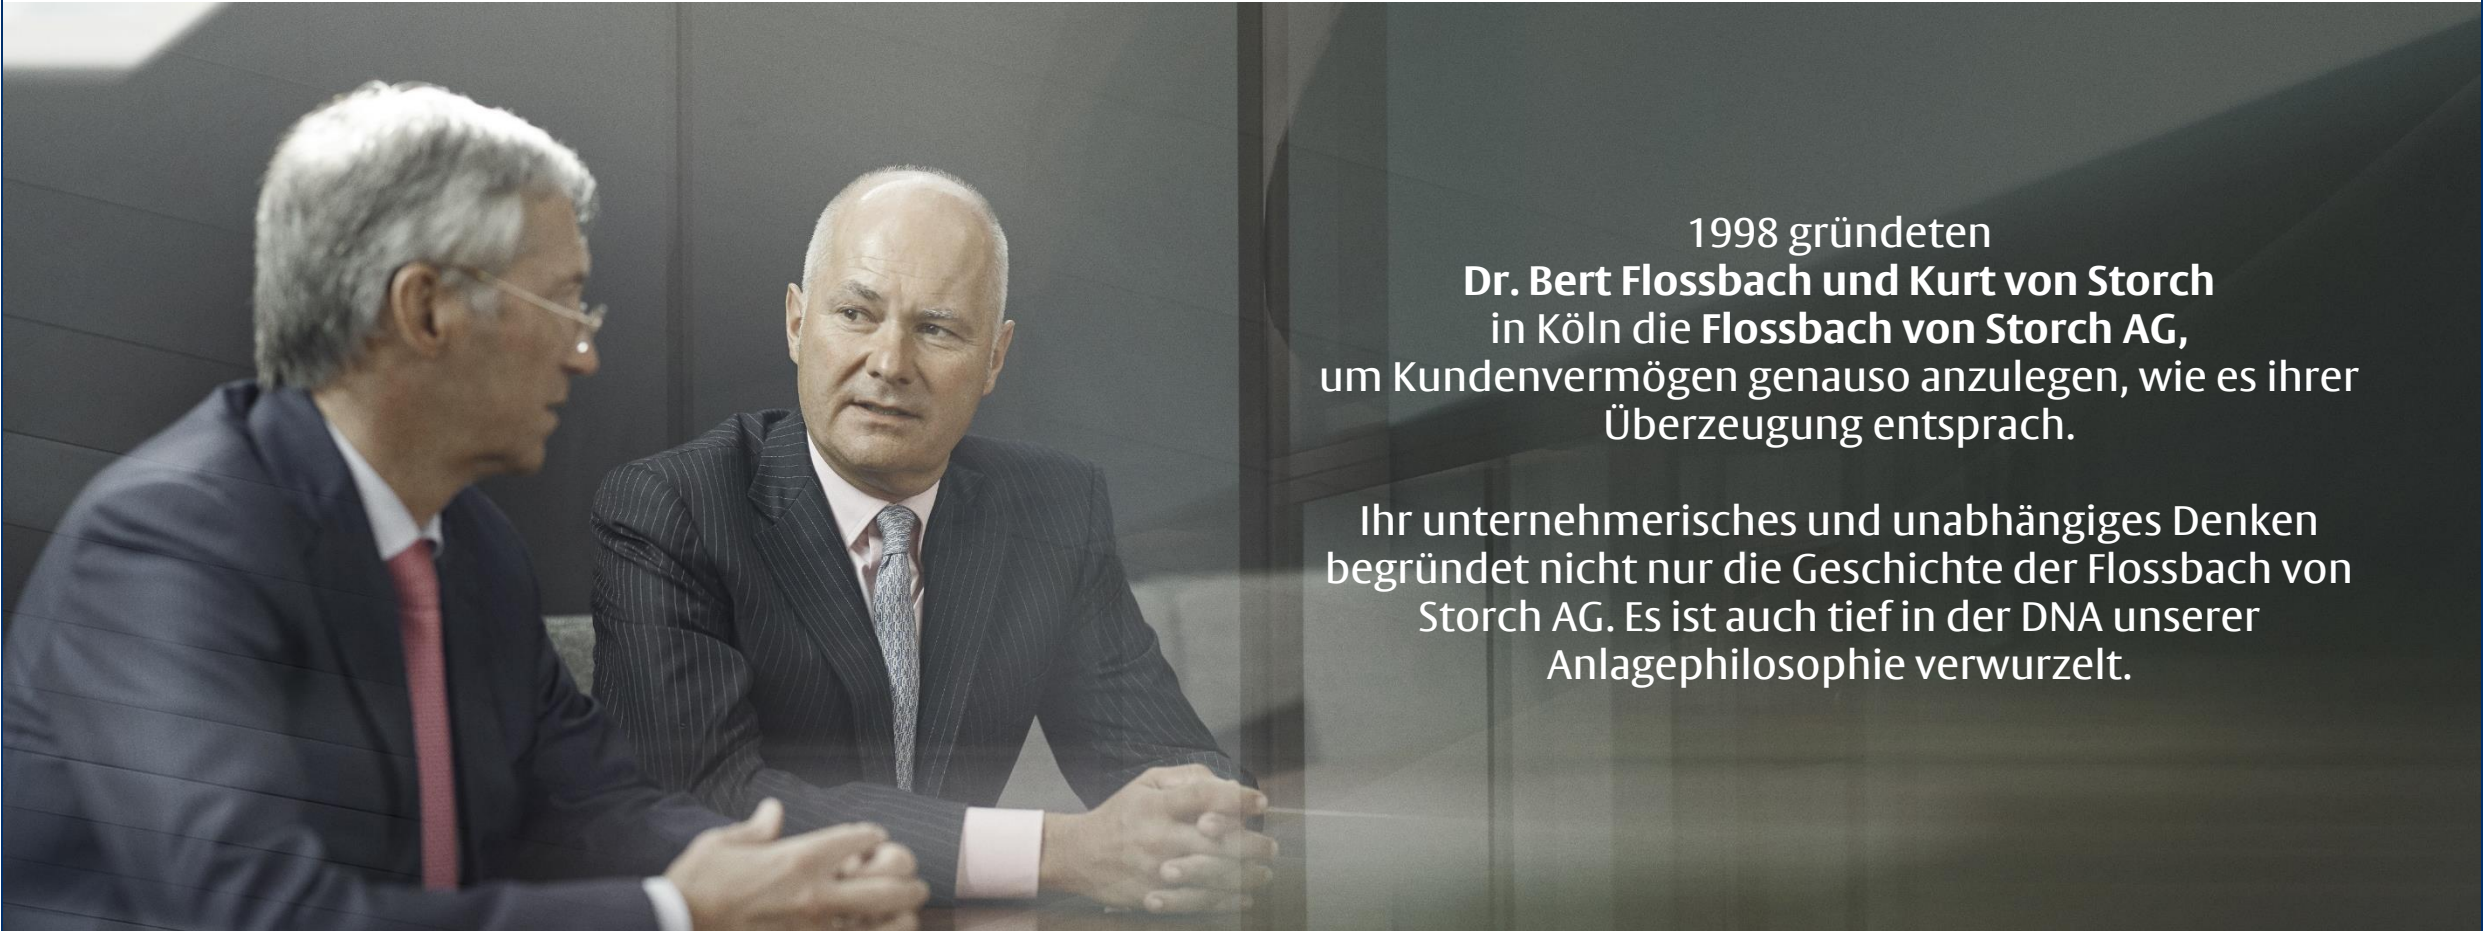 1998 gründeten
Dr. Bert Flossbach und Kurt von Storch
in Köln die Flossbach von Storch AG,
um Kundenvermögen genauso anzulegen, wie es ihrer
Überzeugung entsprach.
Ihr unternehmerisches und unabhängiges Denken
begründet nicht nur die Geschichte der Flossbach von
Storch AG. Es ist auch tief in der DNA unserer
Anlagephilosophie verwurzelt.